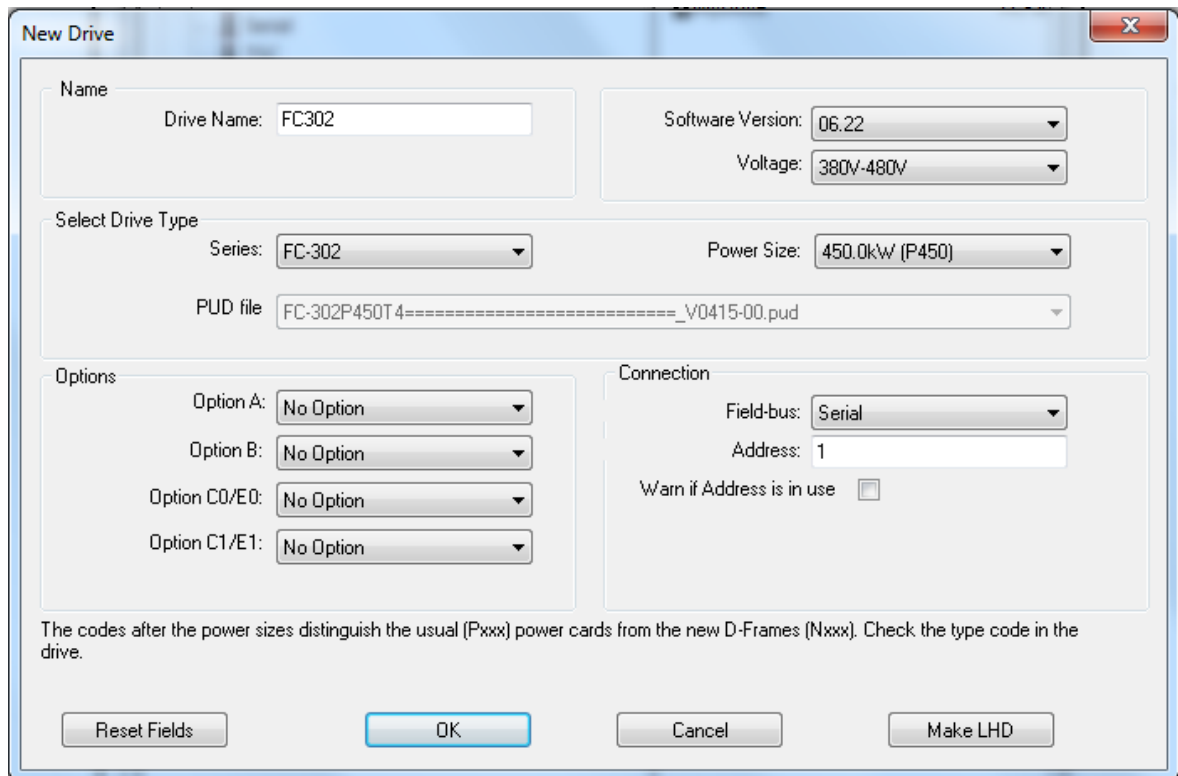 New Drive
Name
Drive Name: FC302
Software Version: 06.22
Voltage: 380V-480V
Select Drive Type
Series: FC-302
Power Size: 450.0kW (P450)
PUD file FC-302P450T4===========================_V0415-00.pud
Options
Option A: No Option
Option B: No Option
Option C0/E0: No Option
Option C1/E1: No Option
Connection
Field-bus: Serial
Address: 1
Warn if Address is in use
The codes after the power sizes distinguish the usual (Pxxx) power cards from the new D-Frames (Nxxx). Check the type code in the
drive.
Reset Fields OK Cancel Make LHD